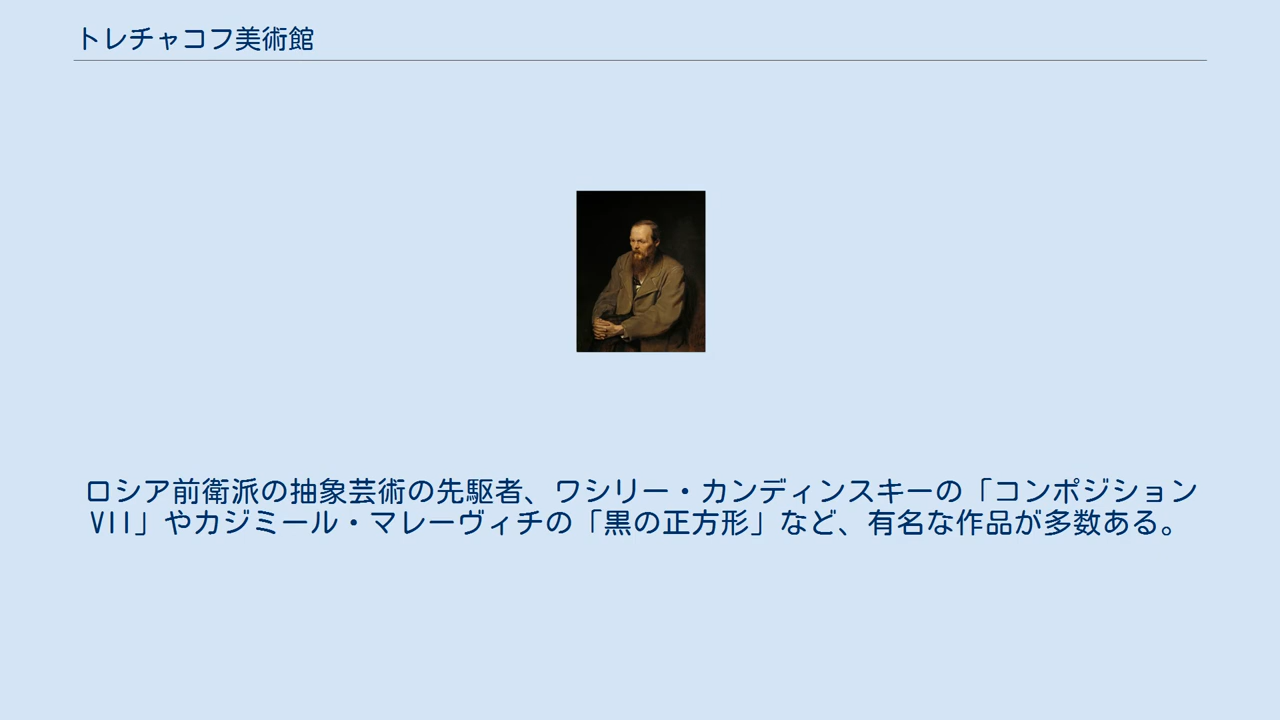 トレチャコフ美術館
ロシア前衛派の抽象芸術の先駆者、ワシリー・カンディンスキーの「コンポジション
VII」やカジミール・マレーヴィチの「黒の正方形」など、有名な作品が多数ある。